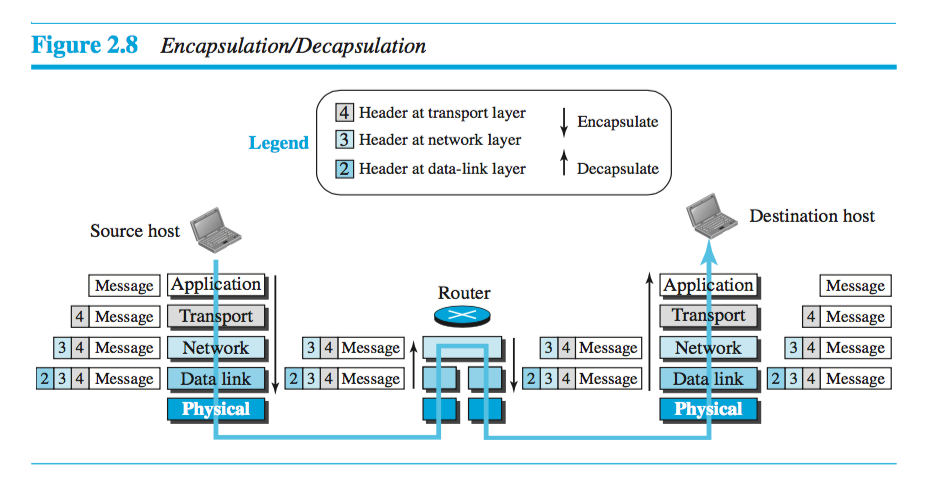 Figure 2.8 Encapsulation/Decapsulation
Legend
4 Header at transport layer
3 Header at network layer
2 Header at data-link layer
Encapsulate
Decapsulate
Source host
Destination host
Router
Message Application
4 Message Transport
3 4 Message Network
2 3 4 Message Data link
Physical
3 4 Message
2 3 4 Message
3 4 Message
2 3 4 Message
Application Message
Transport 4 Message
Network 3 4 Message
Data link 2 3 4 Message
Physical